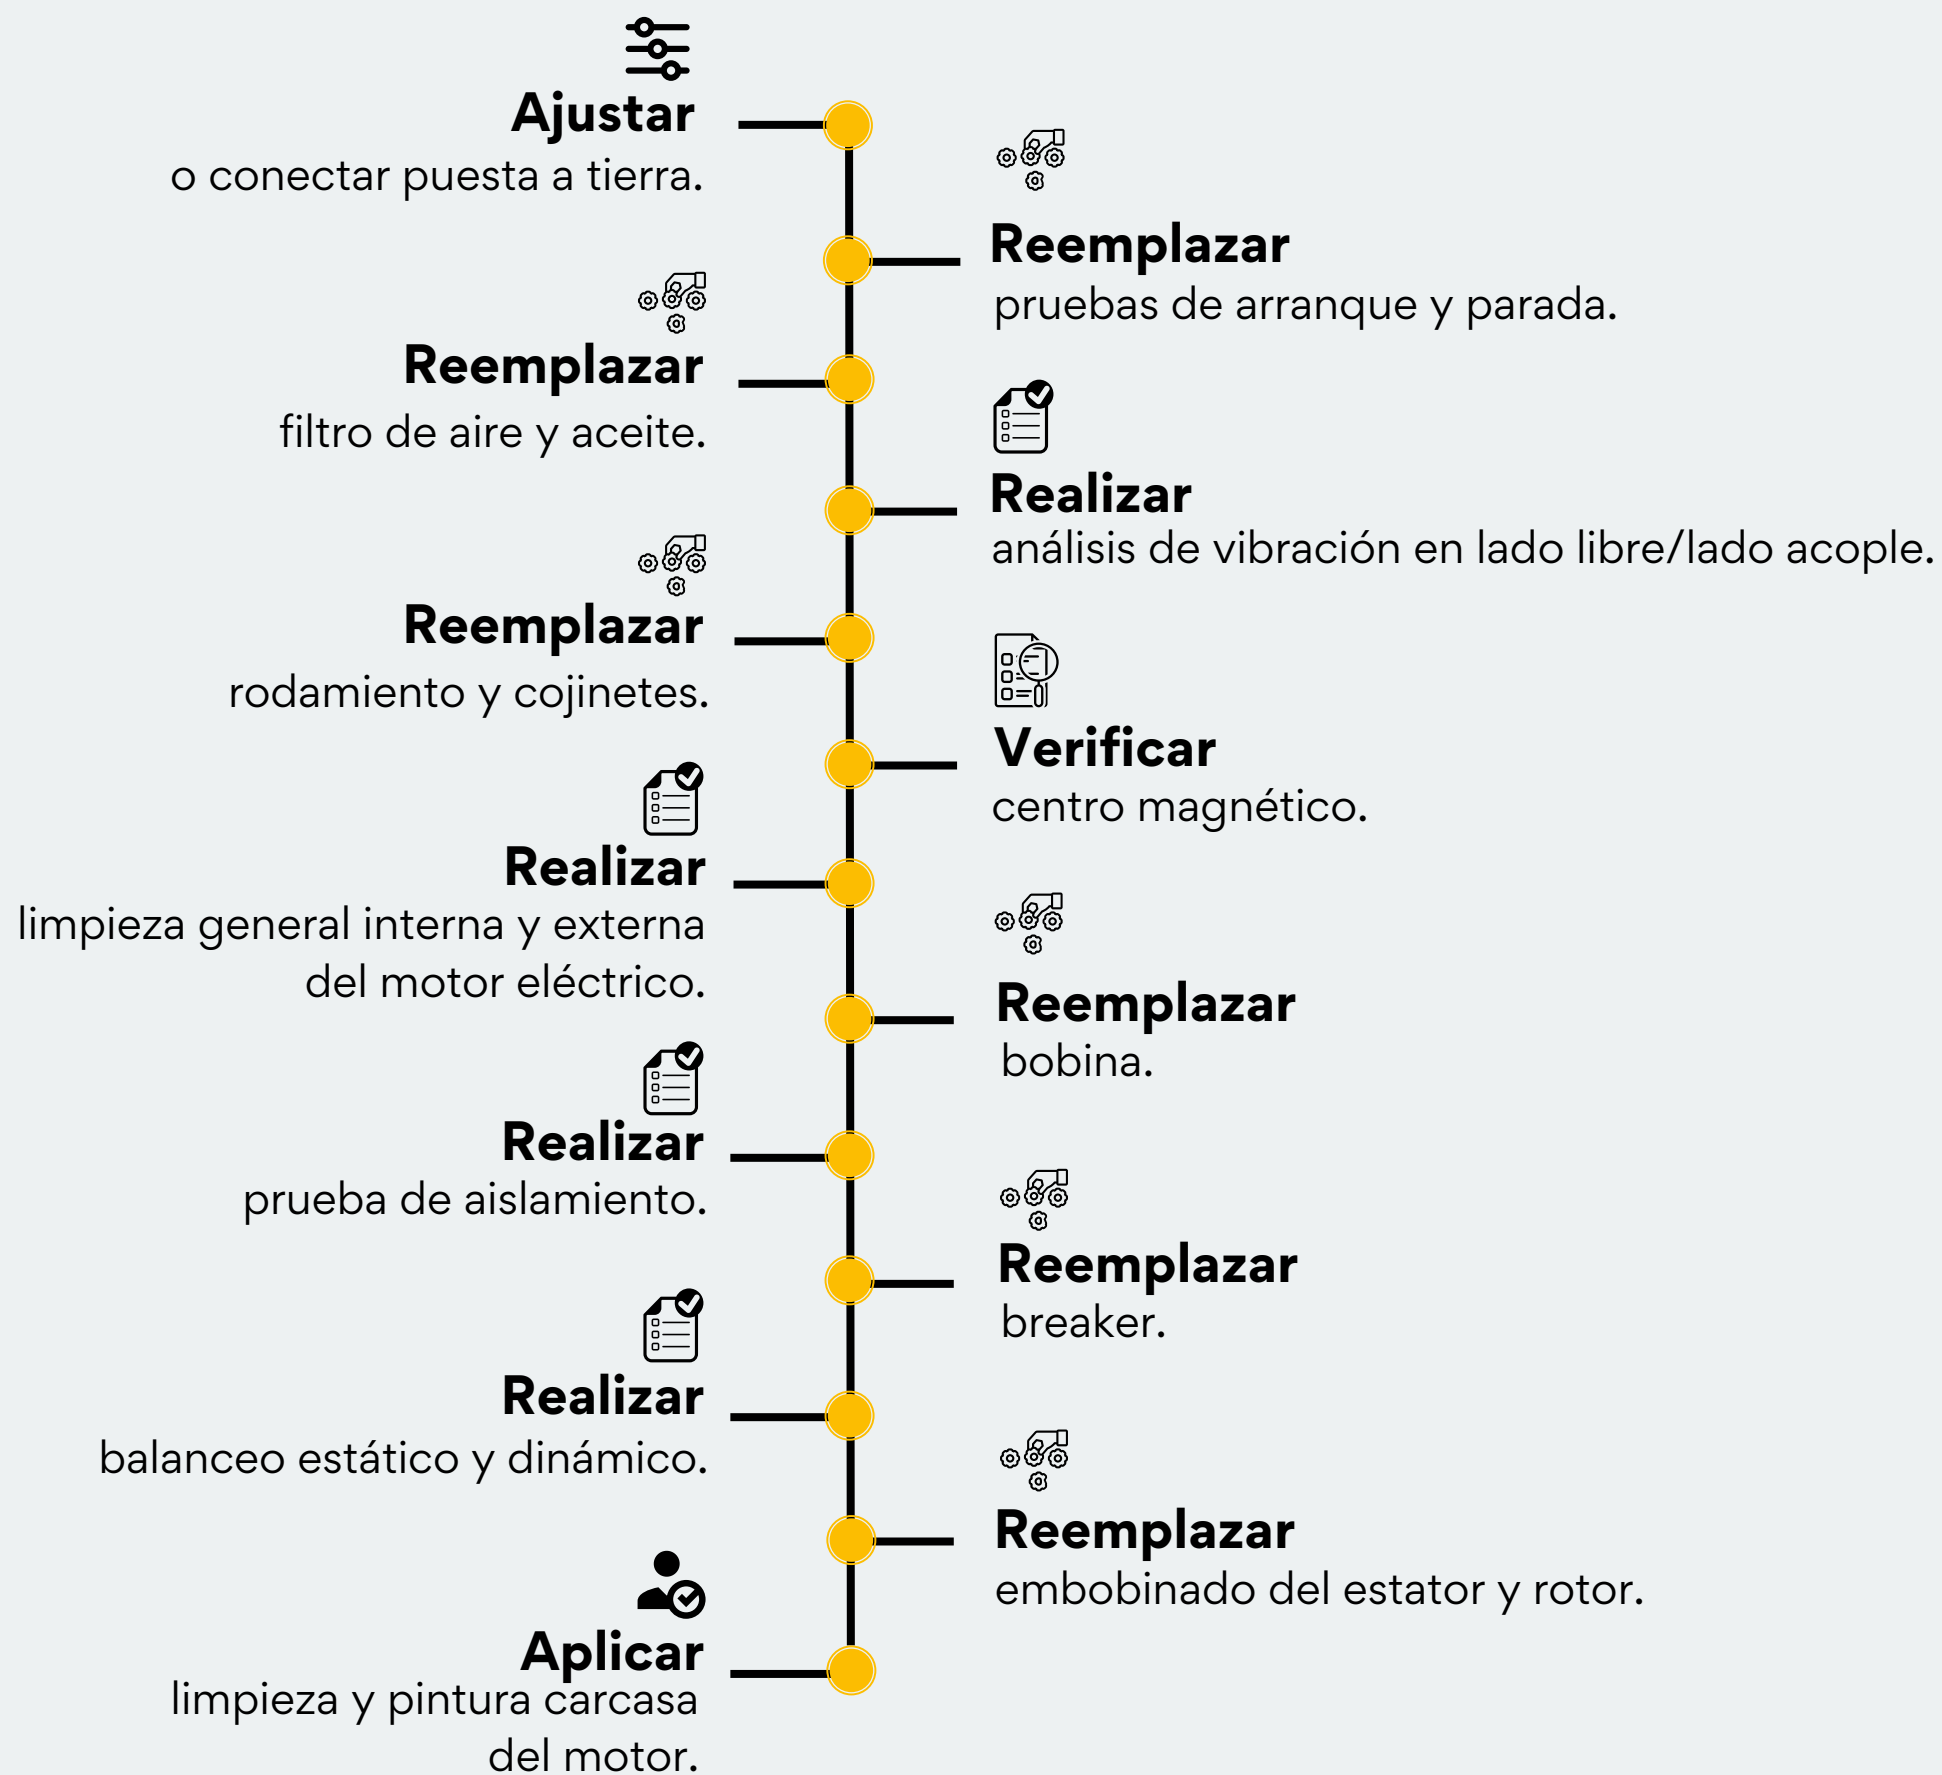 Ajustar
o conectar puesta a tierra.
Reemplazar
pruebas de arranque y parada.
Reemplazar
filtro de aire y aceite.
Realizar
análisis de vibración en lado libre/lado acople.
Reemplazar
rodamiento y cojinetes.
Verificar
centro magnético.
Realizar
limpieza general interna y externa
del motor eléctrico.
Reemplazar
bobina.
Realizar
prueba de aislamiento.
Reemplazar
breaker.
Realizar
balanceo estático y dinámico.
Reemplazar
embobinado del estator y rotor.
Aplicar
limpieza y pintura carcasa
del motor.